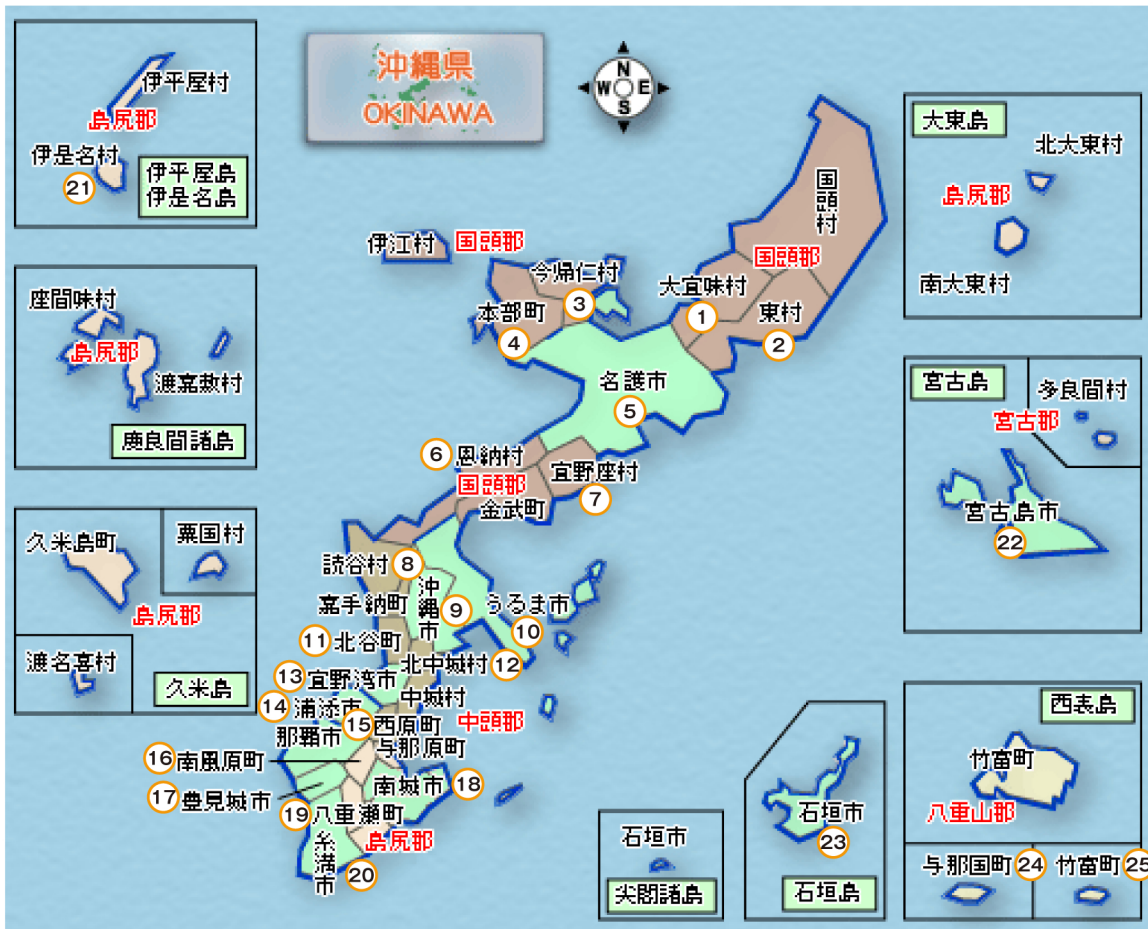 沖縄県
OKINAWA
N
W E
S
伊平屋村
島尻郡
伊是名村
21
伊平屋島
伊是名島
座間味村
島尻郡
渡嘉敷村
慶良間諸島
久米島町
粟国村
島尻郡
渡名喜村
久米島
国頭村
国頭郡
伊江村
国頭郡
今帰仁村
3
大宜味村
1
東村
2
本部町
4
名護市
5
6 恩納村
国頭郡
宜野座村
7
金武町
読谷村
8
嘉手納町
沖縄市
9
うるま市
10
11 北谷町
北中城村
12
13 宜野湾市
中城村
14 浦添市
15 西原町
中頭郡
那覇市
与那原町
16 南風原町
17 豊見城市
南城市 18
19 八重瀬町
島尻郡
糸満市
20
大東島
北大東村
島尻郡
南大東村
宮古島
多良間村
宮古郡
宮古島市
22
西表島
竹富町
八重山郡
与那国町 24
竹富町 25
石垣市
23
石垣島
石垣市
尖閣諸島